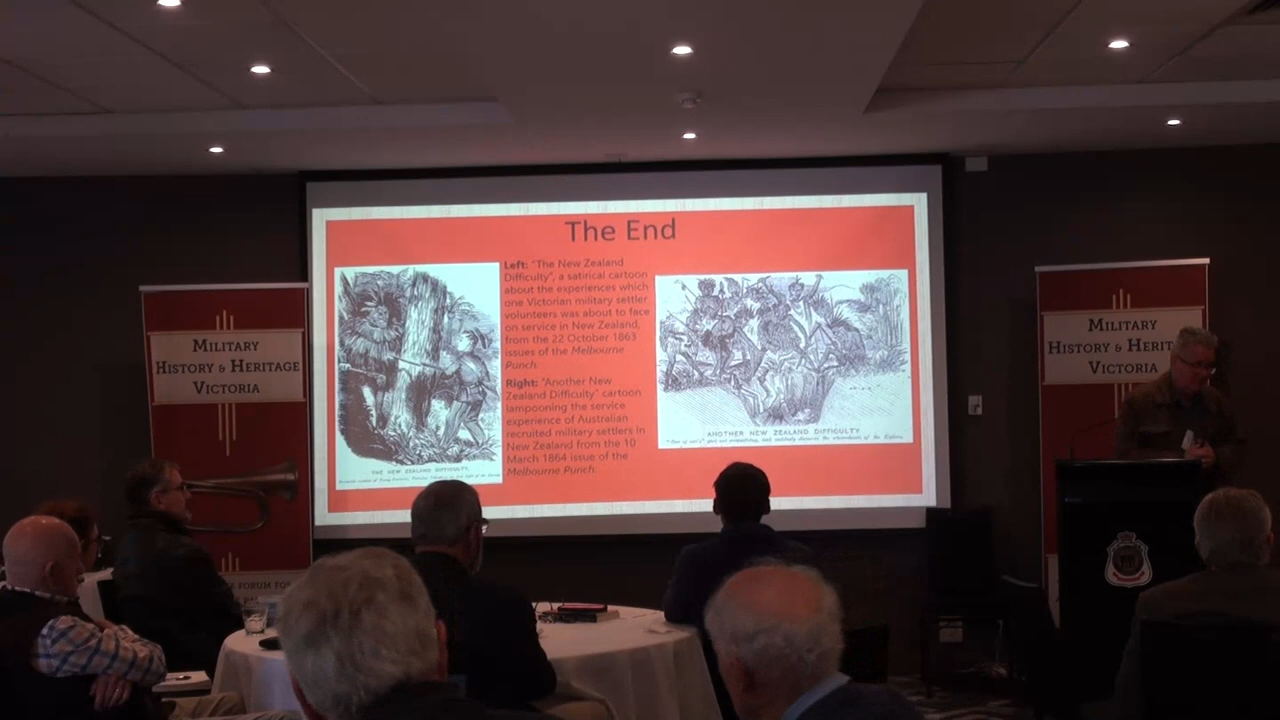 The End
Left: "The New Zealand
Difficulty", a satirical cartoon
about the experiences which
one Victorian military settler
volunteers was about to face
on service in New Zealand,
from the 22 October 1863
issues of the Melbourne
Punch.
Right: "Another New
Zealand Difficulty" cartoon
lampooning the service
experience of Australian
recruited military settlers in
New Zealand from the 10
March 1864 issue of the
Melbourne Punch.
THE NEW ZEALAND DIFFICULTY.
ANOTHER NEW ZEALAND DIFFICULTY.
MILITARY
HISTORY & HERITAGE
VICTORIA
A FORUM FOR
MILITARY
HISTORY & HERIT
VICTORIA